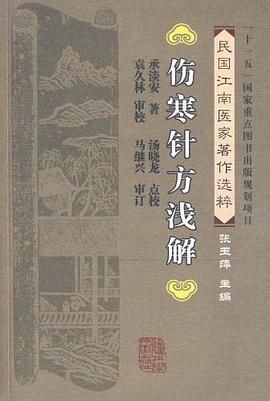 “十一五”国家重点图书出版规划项目
民国江南医家著作选粹
张玉萍 主编
伤寒针方浅解
承淡安 著
袁久林 审校
汤晓龙 点校
马继兴 审订